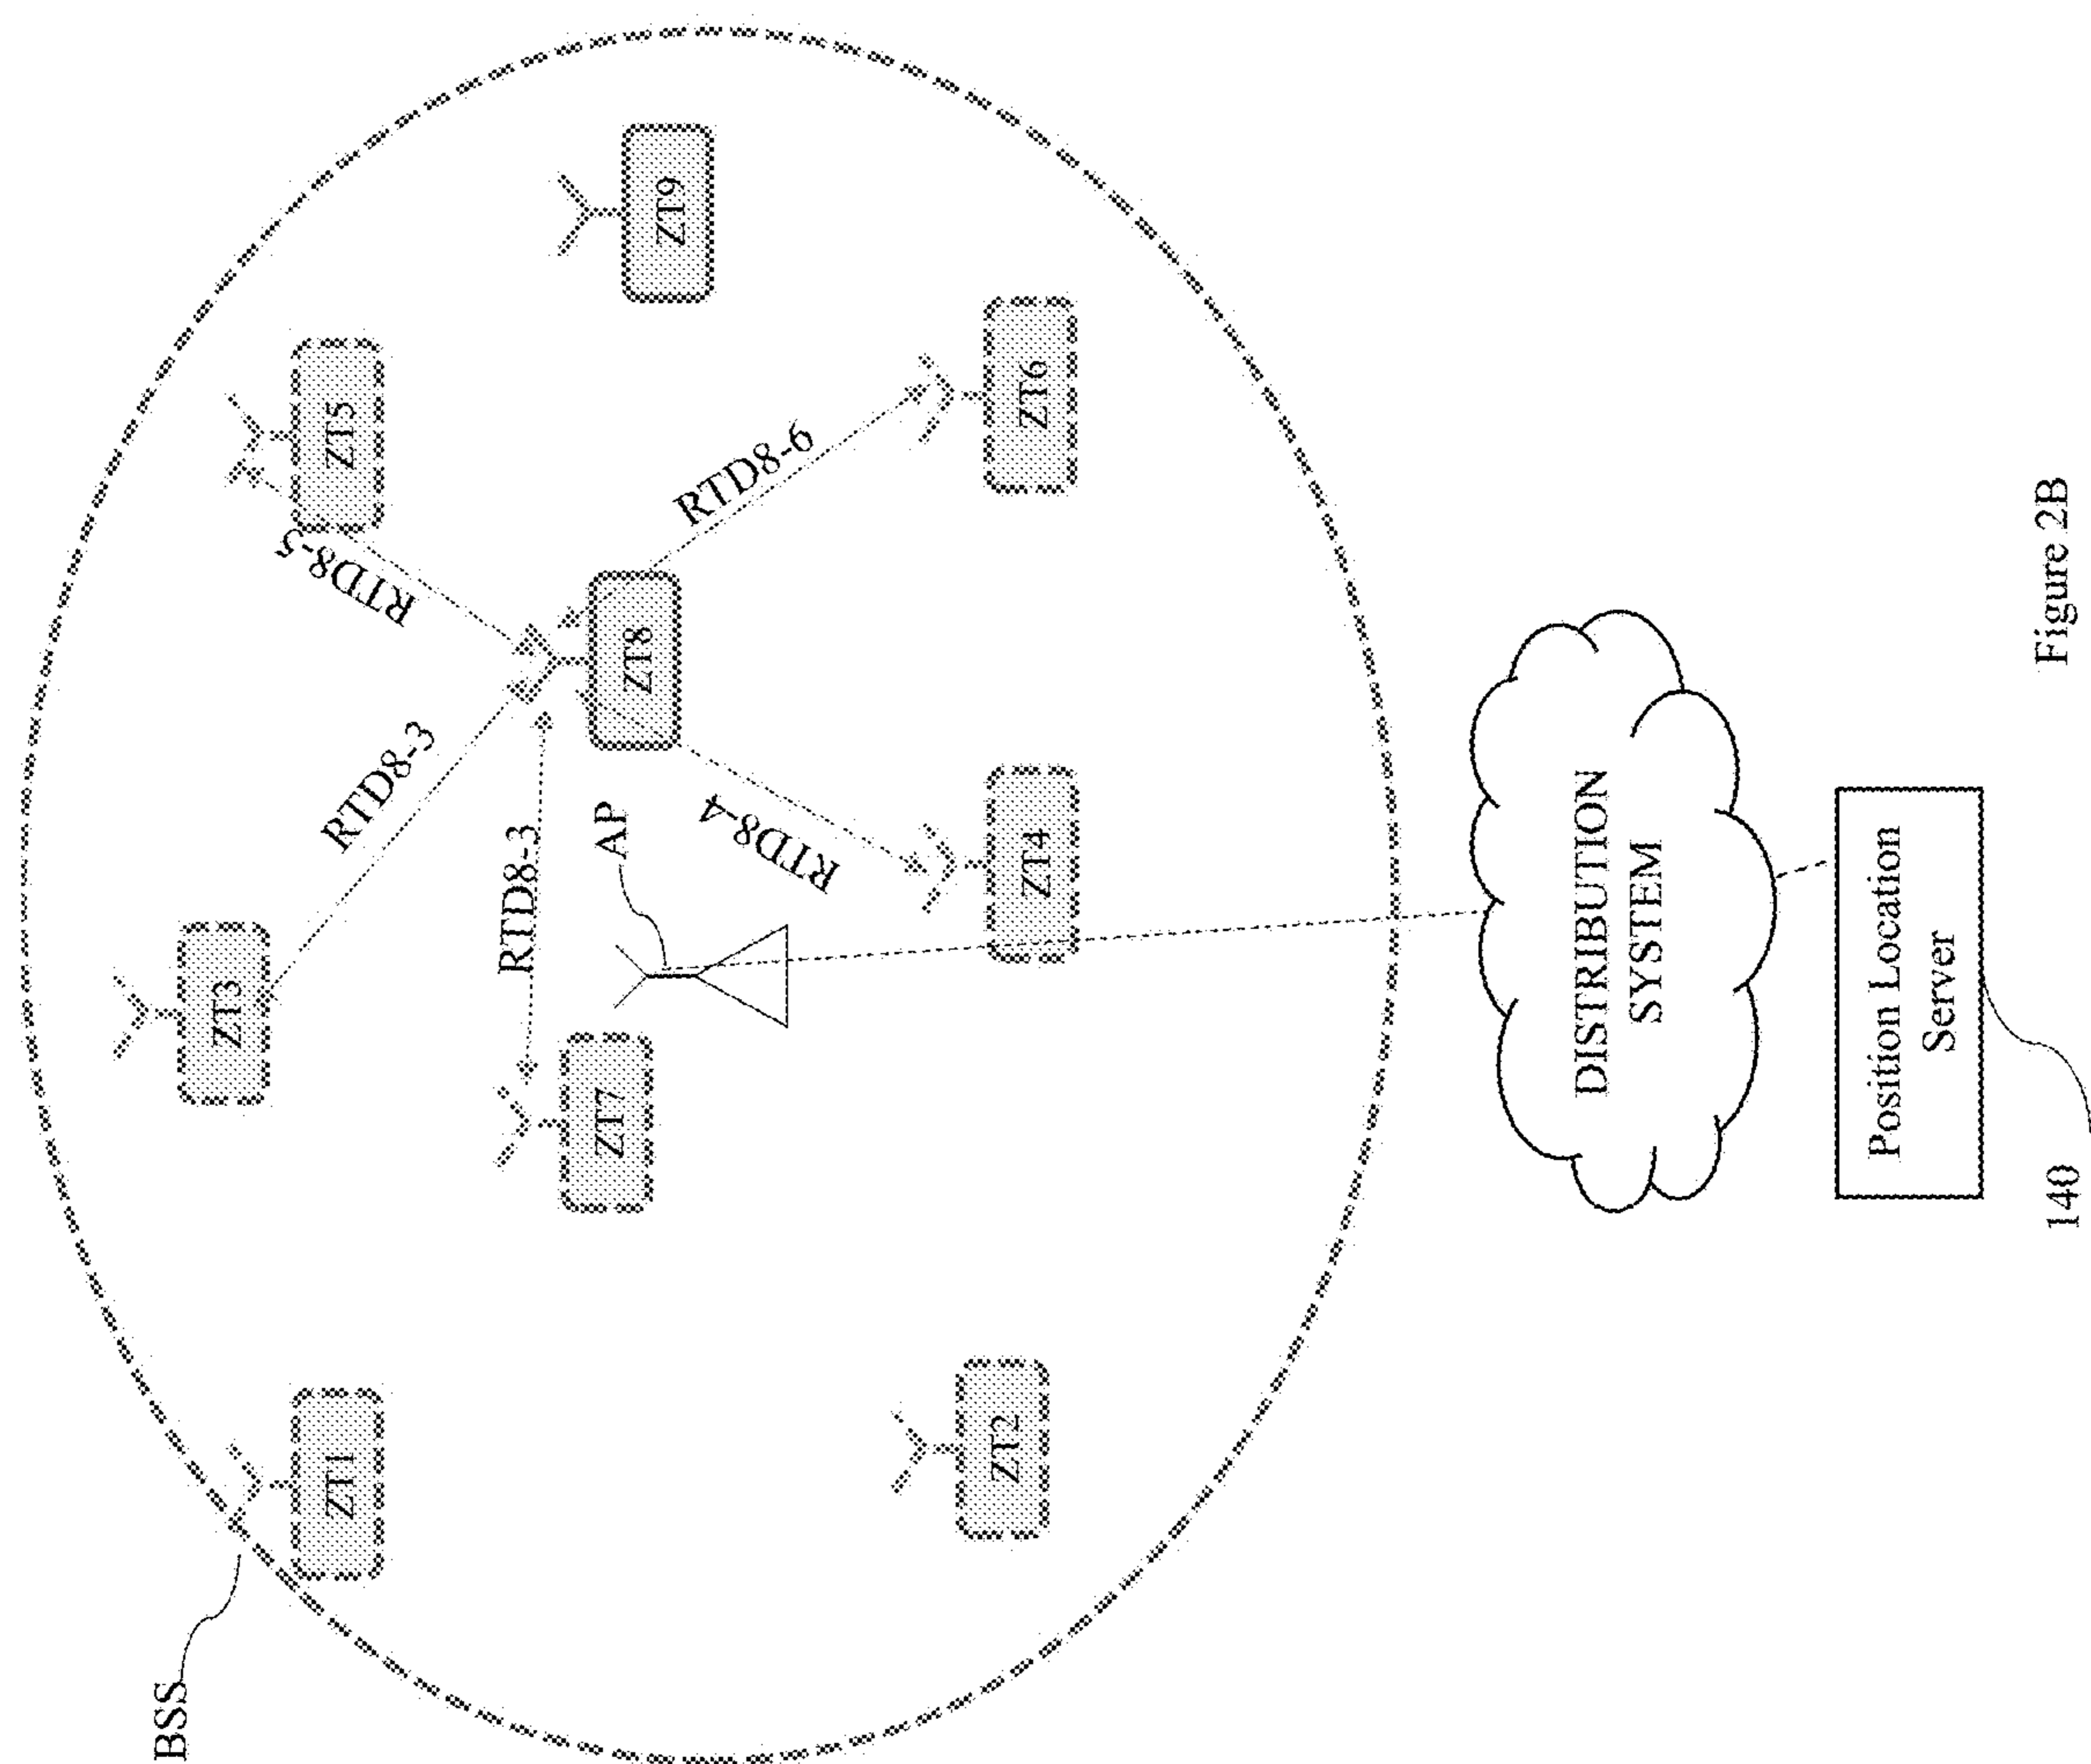 BSS
ZT1
ZT3
ZT5
RTD8-3
RTD8-5
ZT7
RTD8-3
ZT8
ZT9
AP
RTD8-4
RTD8-6
ZT2
ZT4
ZT6
DISTRIBUTION
SYSTEM
Position Location
Server
140
Figure 2B